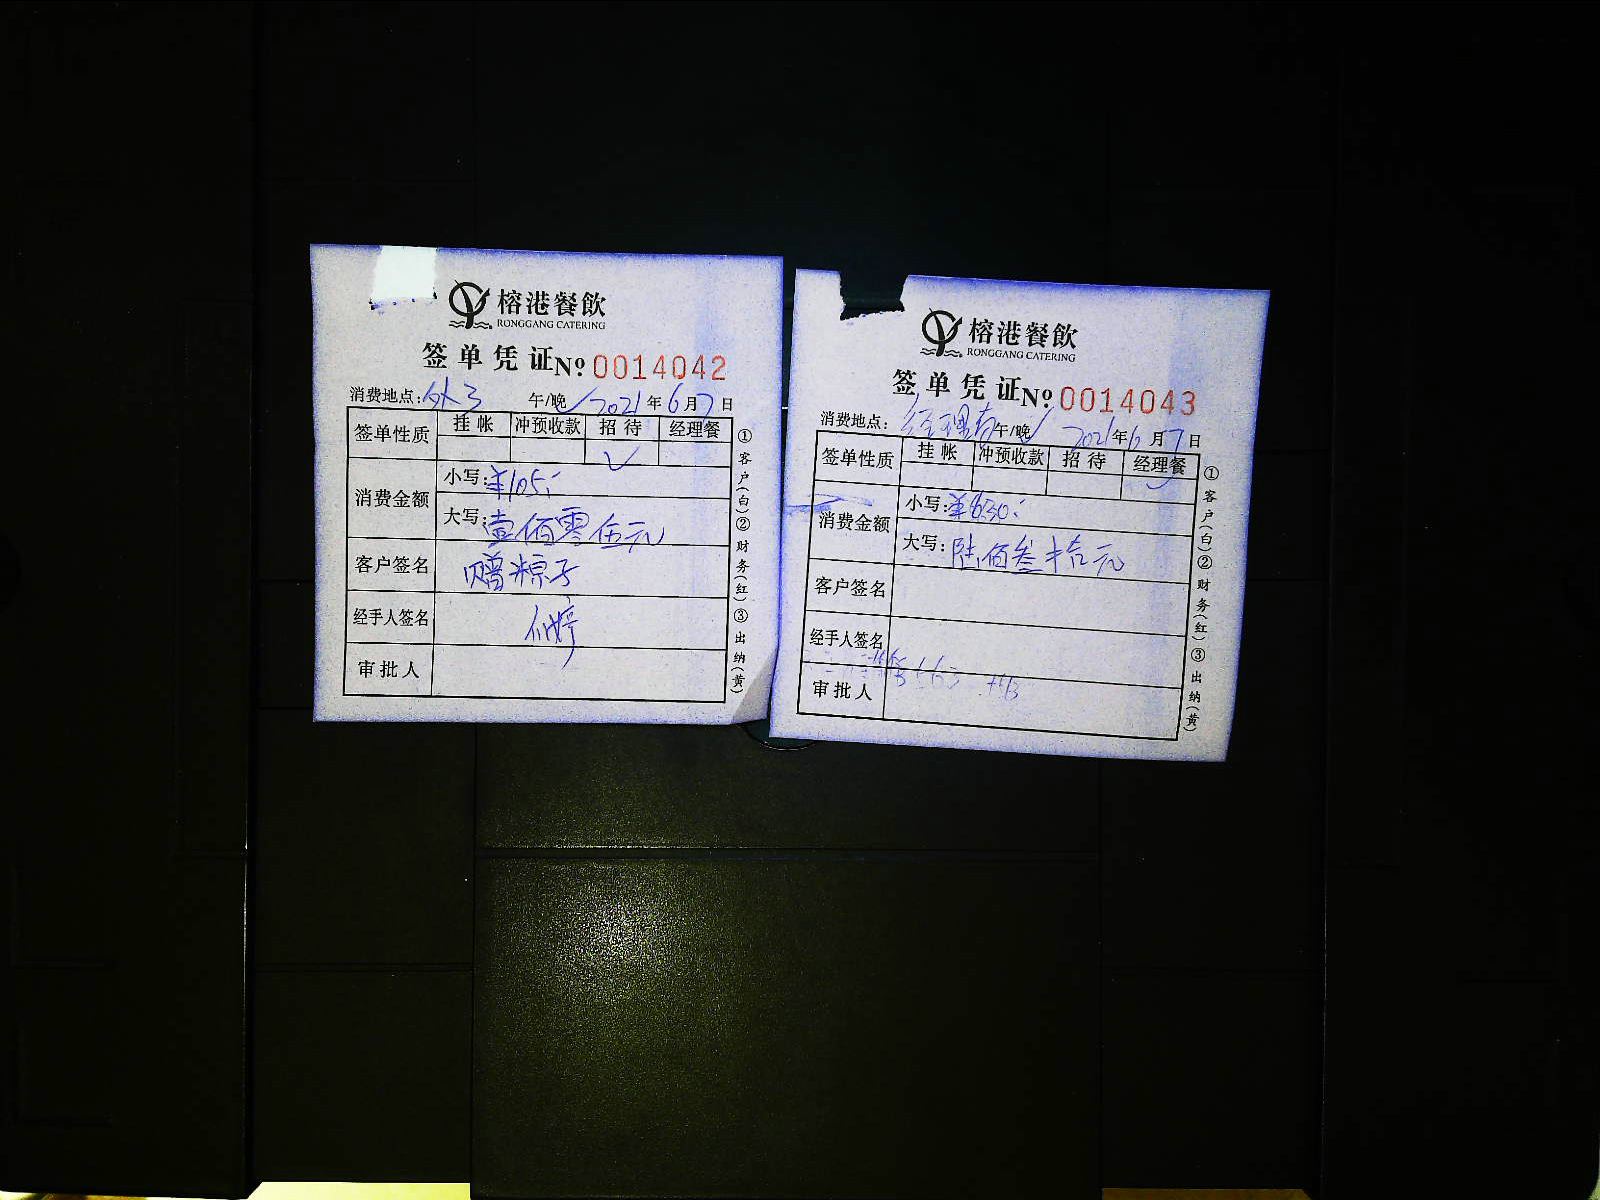 榕港餐飲
RONGGANG CATERING
签单凭证 № 0014042
消费地点: 外3 午/晚 ✓ 2021年6月7日
签单性质 挂帐 冲预收款 招待 经理餐
✓
消费金额 小写: ¥105:
大写: 壹佰零伍元
客户签名 赠粽子
经手人签名
审批人
①客户(白)②财务(红)③出纳(黄)
榕港餐飲
RONGGANG CATERING
签单凭证 № 0014043
消费地点: 经理 午/晚 ✓ 2021年6月7日
签单性质 挂帐 冲预收款 招待 经理餐
✓
消费金额 小写: ¥630:
大写: 陆佰叁拾元
客户签名
经手人签名
审批人
①客户(白)②财务(红)③出纳(黄)